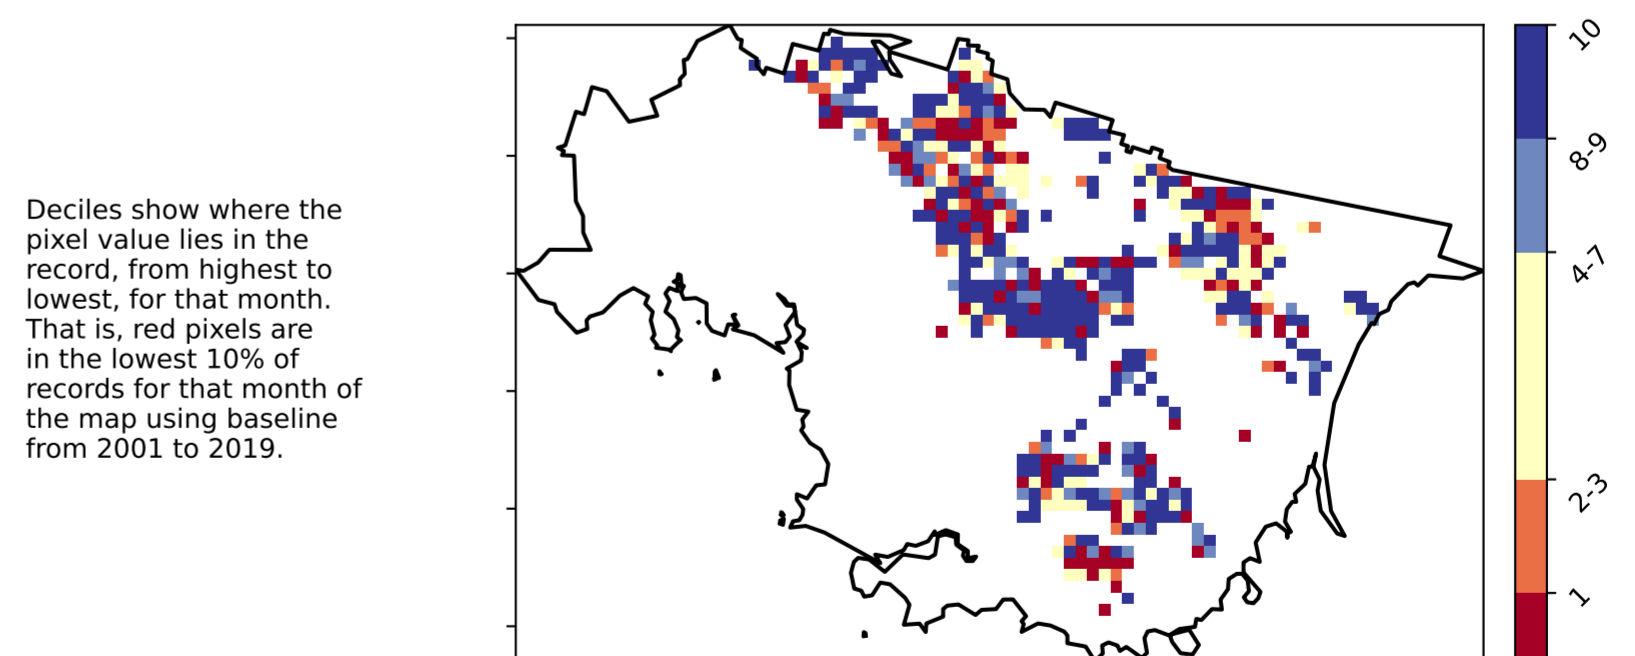 Deciles show where the
pixel value lies in the
record, from highest to
lowest, for that month.
That is, red pixels are
in the lowest 10% of
records for that month of
the map using baseline
from 2001 to 2019.
10
8-9
4-7
2-3
1